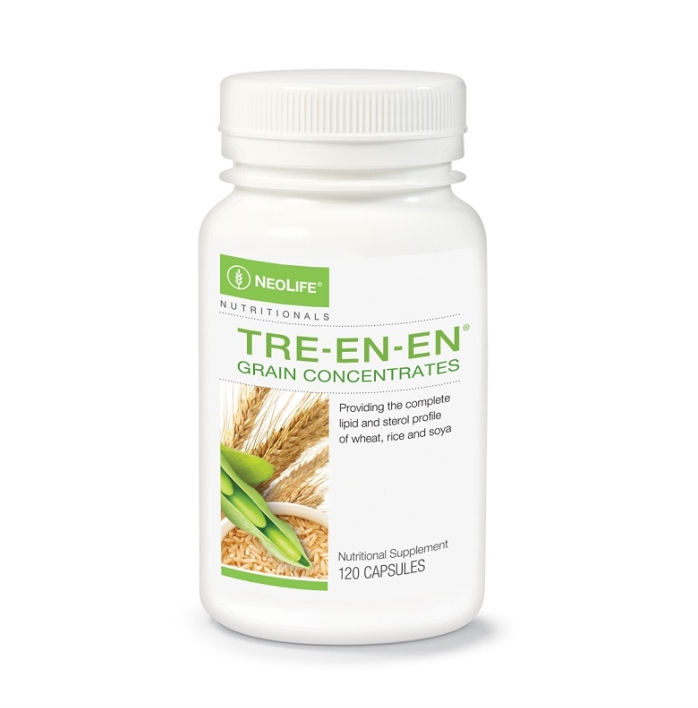 NEOLIFE®
NUTRITIONALS
TRE-EN-EN®
GRAIN CONCENTRATES
Providing the complete
lipid and sterol profile
of wheat, rice and soya
Nutritional Supplement
120 CAPSULES